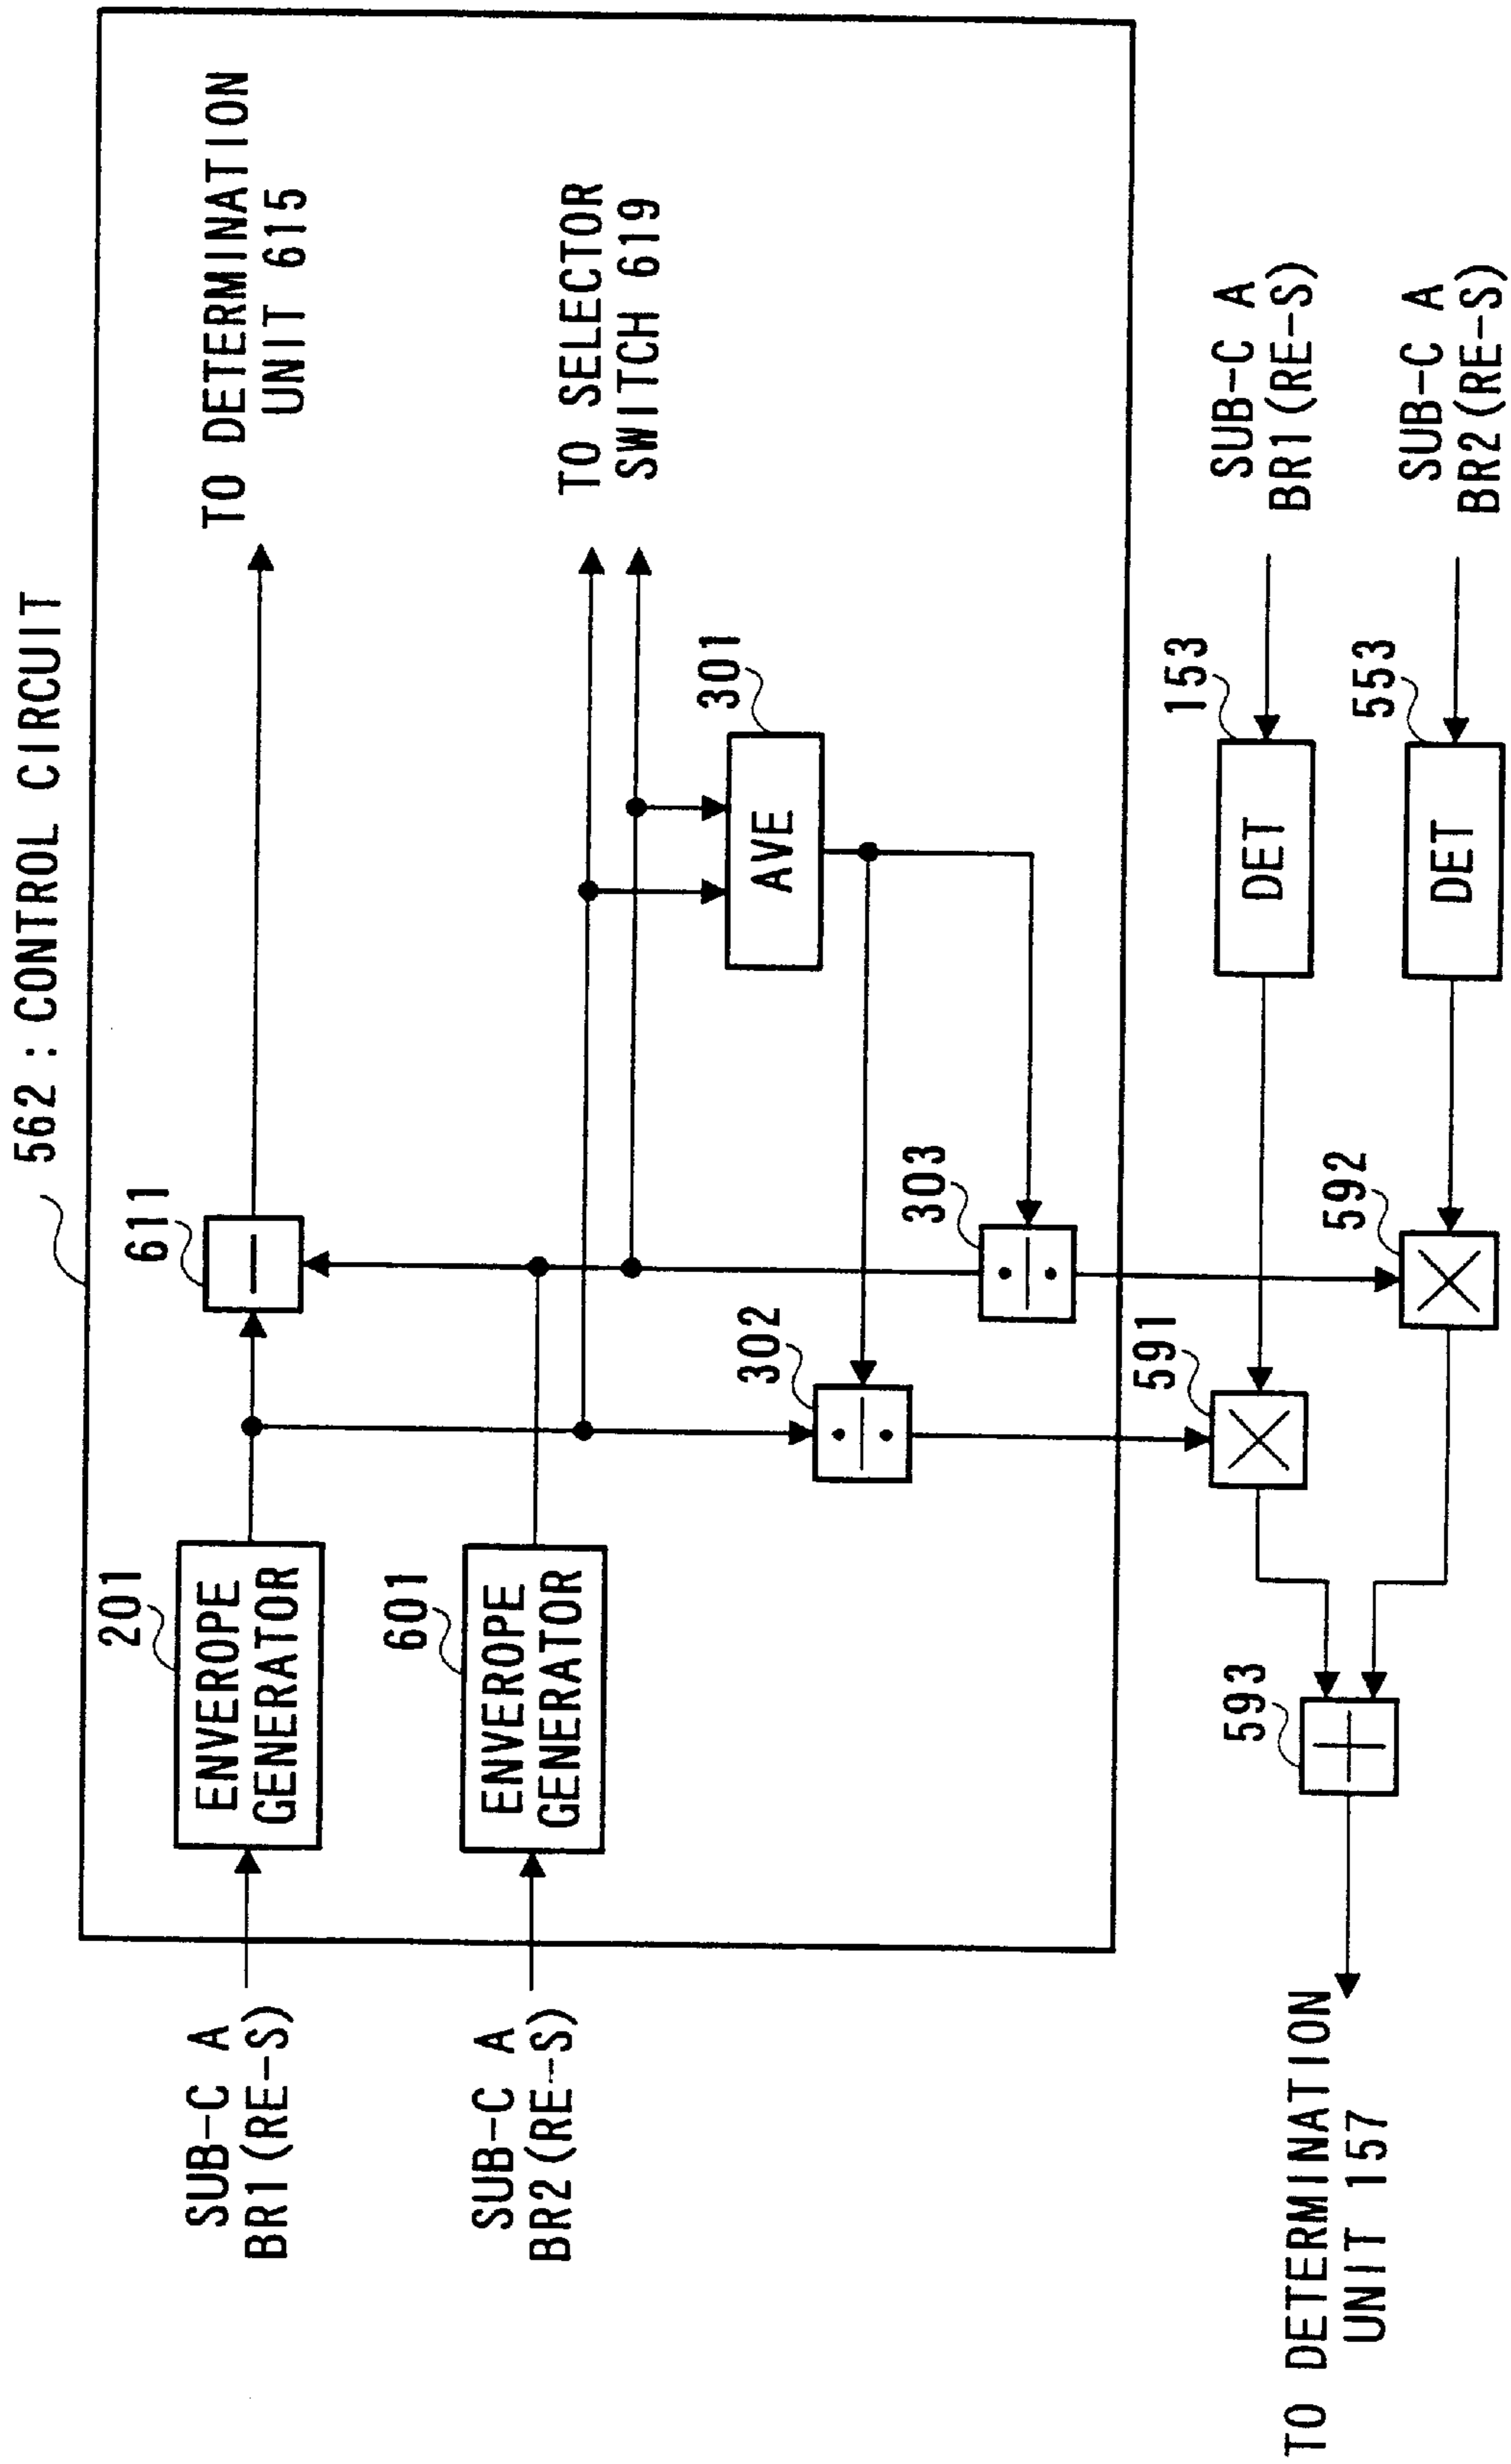 562 : CONTROL CIRCUIT
SUB-C A
BR1(RE-S)
201
ENVEROPE
GENERATOR
611
TO DETERMINATION
UNIT 615
SUB-C A
BR2(RE-S)
601
ENVEROPE
GENERATOR
TO SELECTOR
SWITCH 619
301
AVE
302
303
591
153
DET
SUB-C A
BR1(RE-S)
592
553
DET
SUB-C A
BR2(RE-S)
593
TO DETERMINATION
UNIT 157